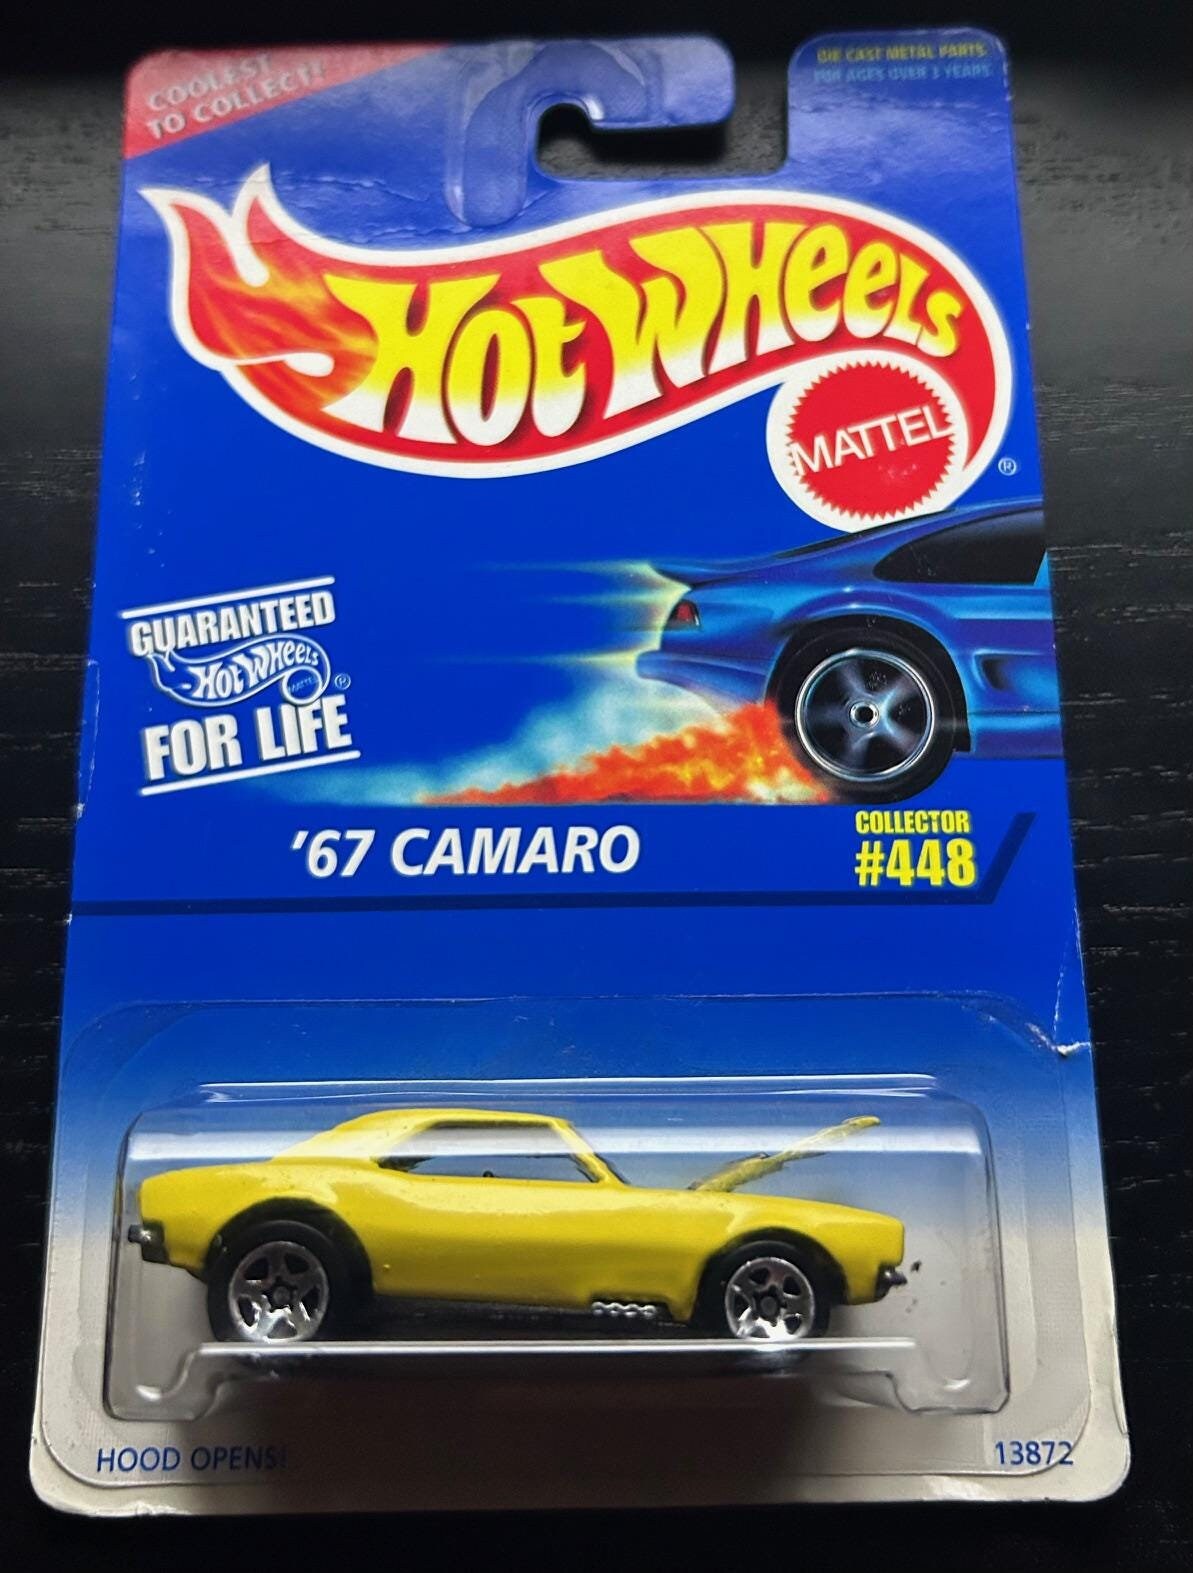 COOLEST
TO COLLECT!
DIE CAST METAL PARTS.
FOR AGES OVER 3 YEARS.
HOT WHEELS
MATTEL
®
GUARANTEED
HOT WHEELS
MATTEL
®
FOR LIFE
'67 CAMARO
COLLECTOR
#448
HOOD OPENS!
13872